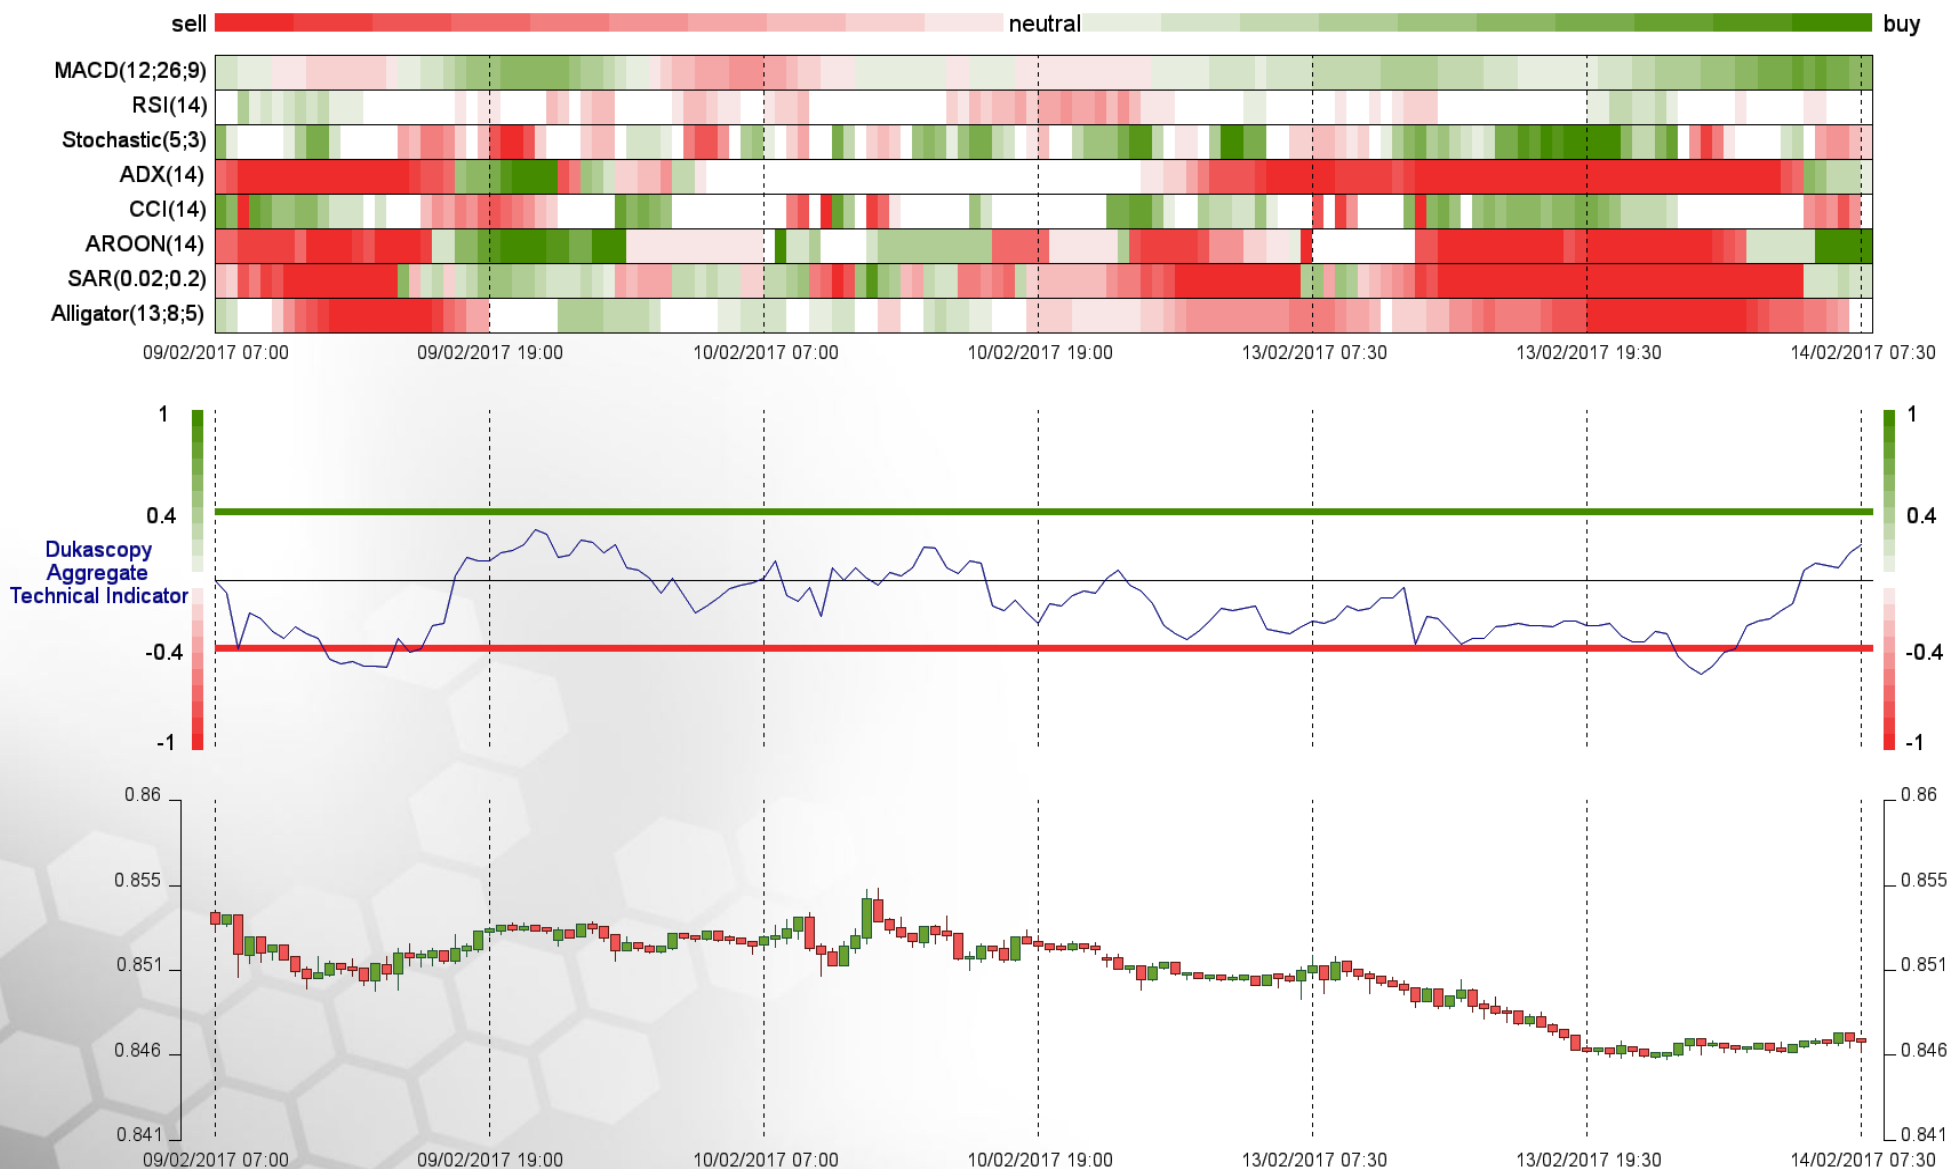 sell neutral buy
MACD(12;26;9)
RSI(14)
Stochastic(5;3)
ADX(14)
CCI(14)
AROON(14)
SAR(0.02;0.2)
Alligator(13;8;5)
09/02/2017 07:00 09/02/2017 19:00 10/02/2017 07:00 10/02/2017 19:00 13/02/2017 07:30 13/02/2017 19:30 14/02/2017 07:30
1 1
0.4 0.4
Dukascopy
Aggregate
Technical Indicator
-0.4 -0.4
-1 -1
0.86 0.86
0.855 0.855
0.851 0.851
0.846 0.846
0.841 0.841
09/02/2017 07:00 09/02/2017 19:00 10/02/2017 07:00 10/02/2017 19:00 13/02/2017 07:30 13/02/2017 19:30 14/02/2017 07:30